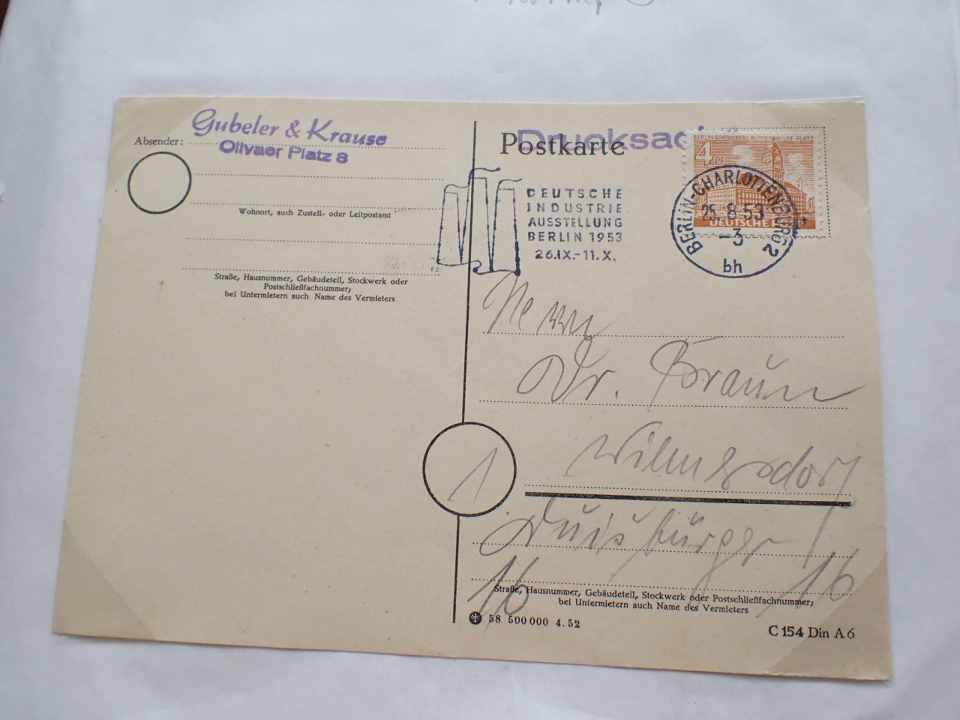 Gubeler & Krause
Olivaer Platz 8
Absender:
Wohnort, auch Zustell- oder Leitpostamt
Straße, Hausnummer, Gebäudeteil, Stockwerk oder
Postschließfachnummer;
bei Untermietern auch Name des Vermieters
Drucksache
Postkarte
4
DEUTSCHE
BERLIN-CHARLOTTENBURG 2
25.8.53
-3
bh
DEUTSCHE
INDUSTRIE
AUSSTELLUNG
BERLIN 1953
26.IX.-11.X.
Herrn
Dr. Braun
1 Wilmersdorf
Duisburger
16 16
Straße, Hausnummer, Gebäudeteil, Stockwerk oder Postschließfachnummer;
bei Untermietern auch Name des Vermieters
58 500 000 4.52
C 154 Din A 6